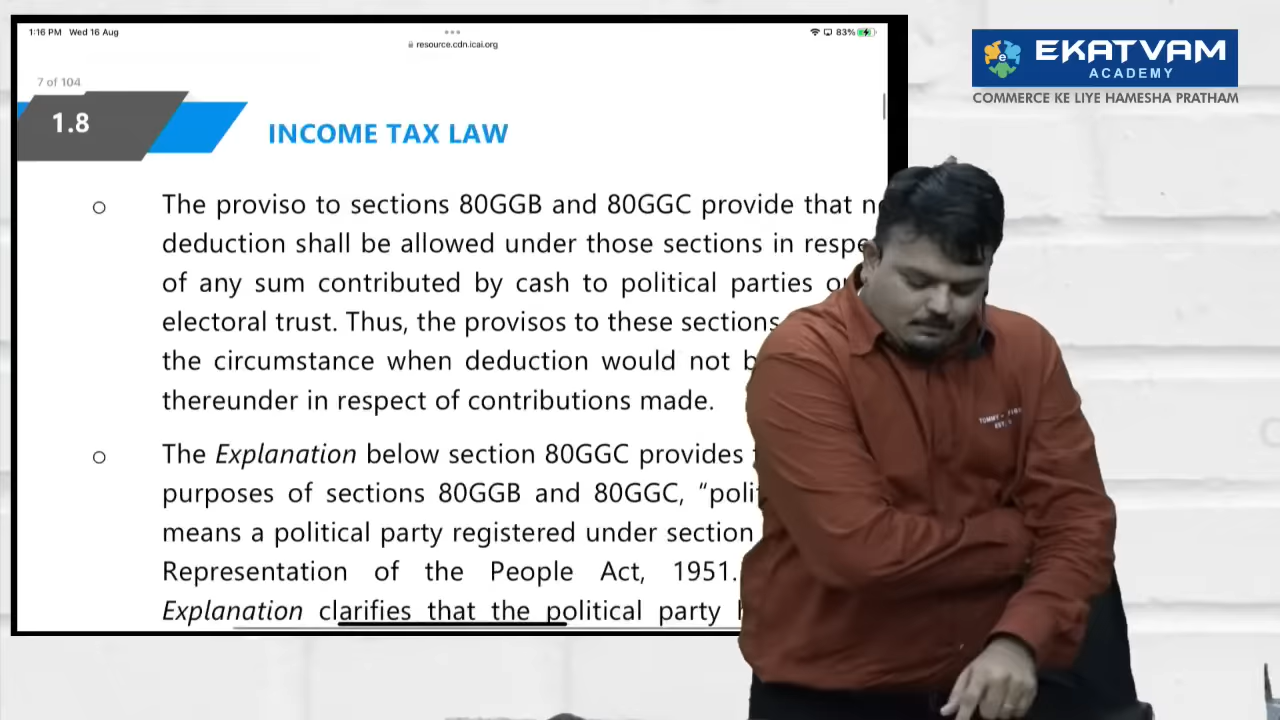 1:16 PM Wed 16 Aug
resource.cdn.icai.org
83%
EKATVAM
ACADEMY
COMMERCE KE LIYE HAMESHA PRATHAM
7 of 104
1.8
INCOME TAX LAW
The proviso to sections 80GGB and 80GGC provide that
deduction shall be allowed under those sections in
of any sum contributed by cash to political parties
electoral trust. Thus, the provisos to these sections
the circumstance when deduction would not
thereunder in respect of contributions made.
The Explanation below section 80GGC provides
purposes of sections 80GGB and 80GGC,
means a political party registered under section
Representation of the People Act, 1951.
Explanation clarifies that the political party
TOMMY